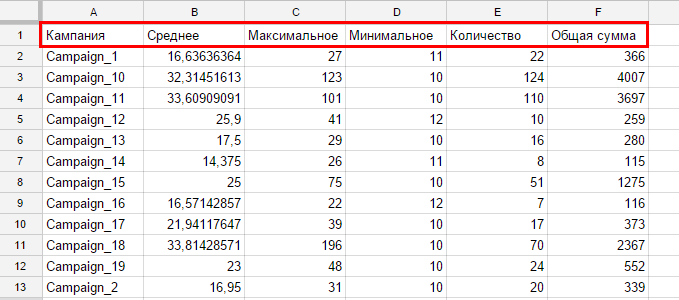 A B C D E F
1 Кампания Среднее Максимальное Минимальное Количество Общая сумма
2 Campaign_1 16,63636364 27 11 22 366
3 Campaign_10 32,31451613 123 10 124 4007
4 Campaign_11 33,60909091 101 10 110 3697
5 Campaign_12 25,9 41 12 10 259
6 Campaign_13 17,5 29 10 16 280
7 Campaign_14 14,375 26 11 8 115
8 Campaign_15 25 75 10 51 1275
9 Campaign_16 16,57142857 22 12 7 116
10 Campaign_17 21,94117647 39 10 17 373
11 Campaign_18 33,81428571 196 10 70 2367
12 Campaign_19 23 48 10 24 552
13 Campaign_2 16,95 31 10 20 339